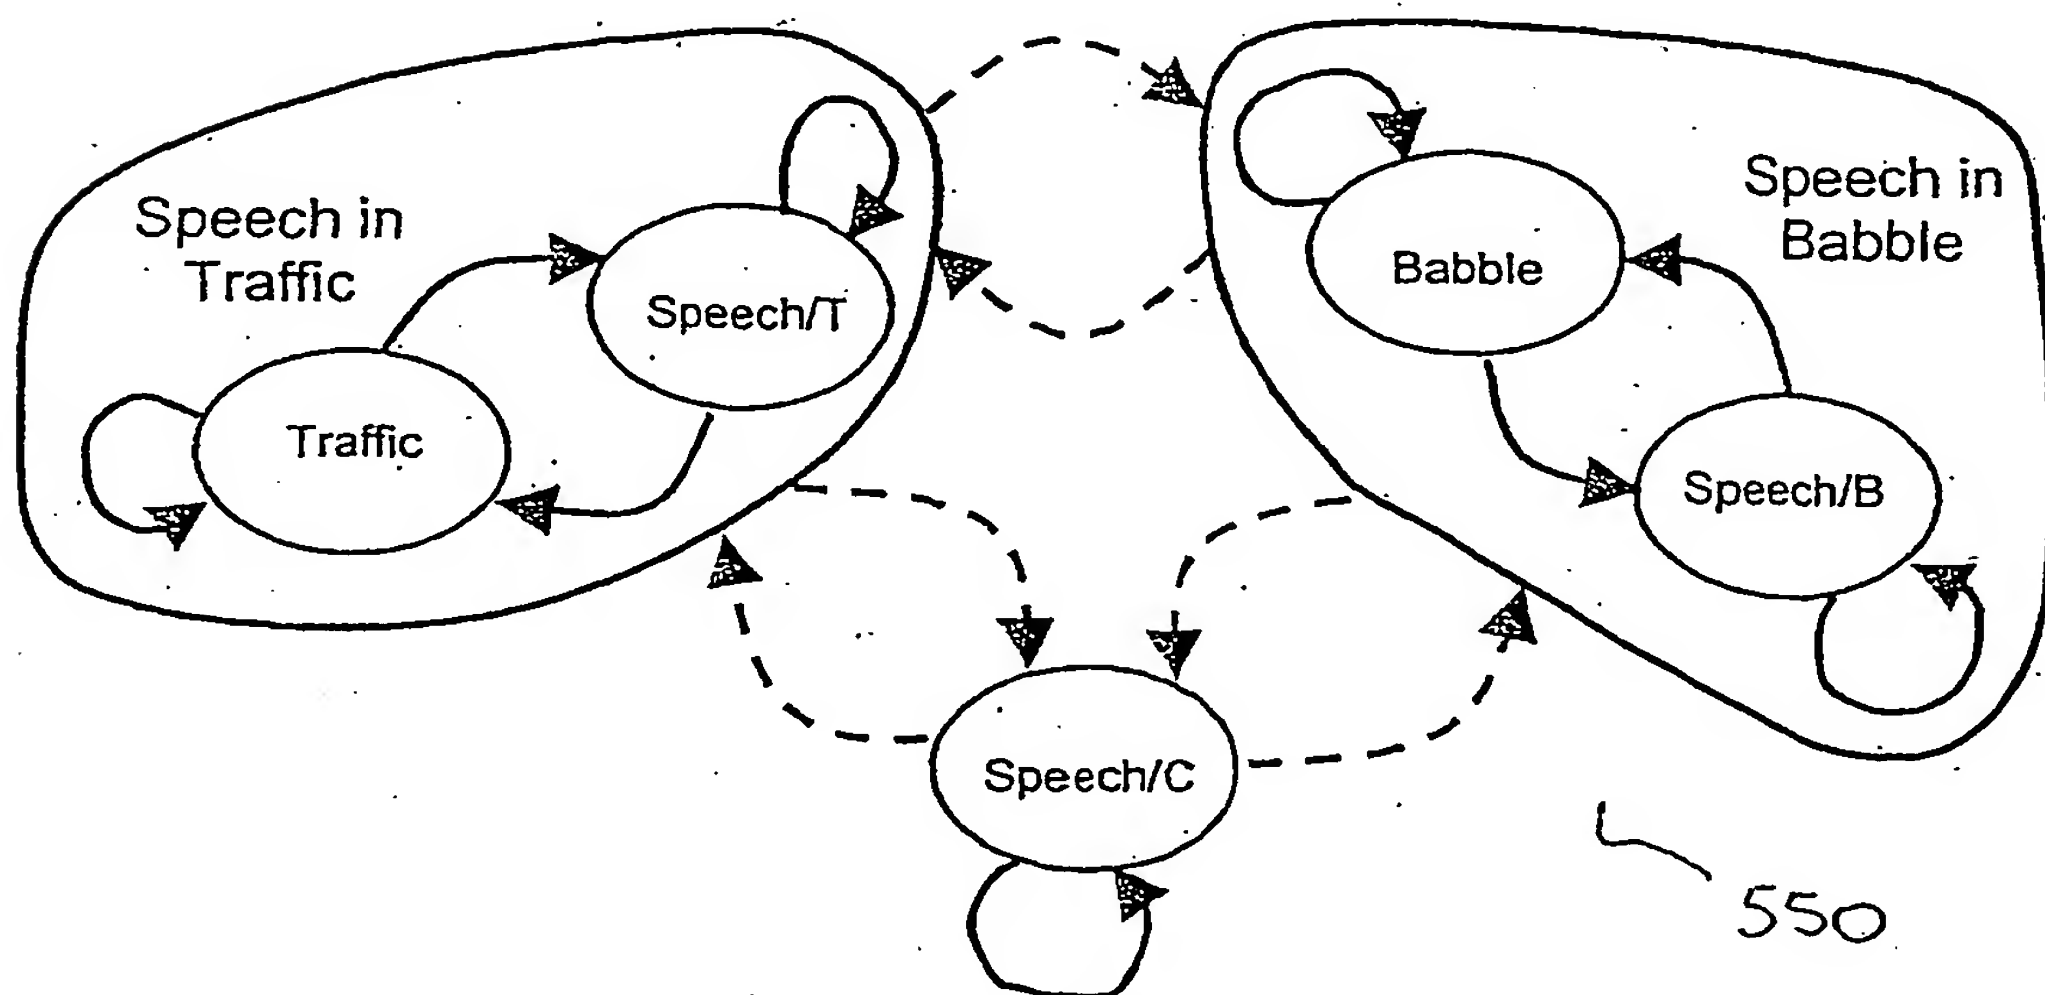 Speech in
Traffic
Speech/T
Traffic
Speech in
Babble
Babble
Speech/B
Speech/C
550